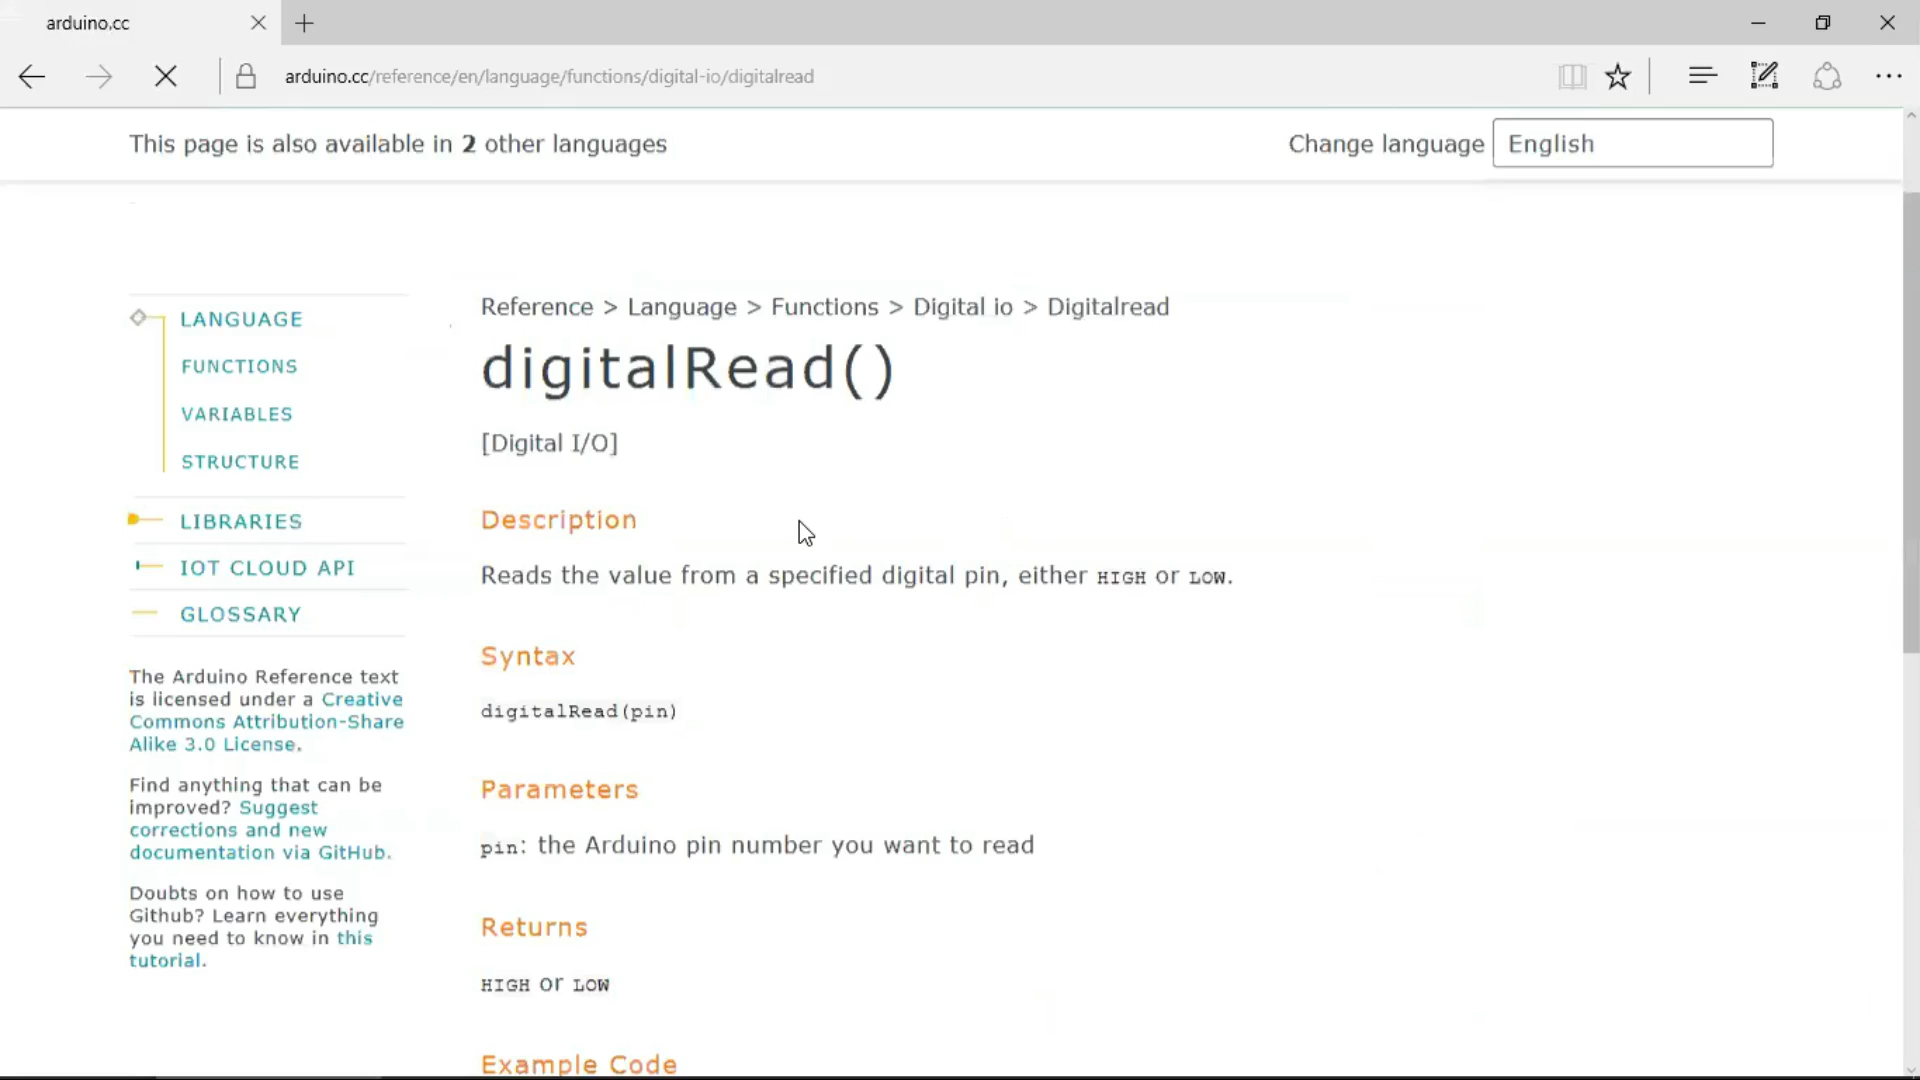 arduino.cc
arduino.cc/reference/en/language/functions/digital-io/digitalread
This page is also available in 2 other languages
Change language English
LANGUAGE
FUNCTIONS
VARIABLES
STRUCTURE
LIBRARIES
IOT CLOUD API
GLOSSARY
The Arduino Reference text
is licensed under a Creative
Commons Attribution-Share
Alike 3.0 License.
Find anything that can be
improved? Suggest
corrections and new
documentation via GitHub.
Doubts on how to use
Github? Learn everything
you need to know in this
tutorial.
Reference > Language > Functions > Digital io > Digitalread
digitalRead()
[Digital I/O]
Description
Reads the value from a specified digital pin, either HIGH or LOW.
Syntax
digitalRead(pin)
Parameters
pin: the Arduino pin number you want to read
Returns
HIGH or LOW
Example Code